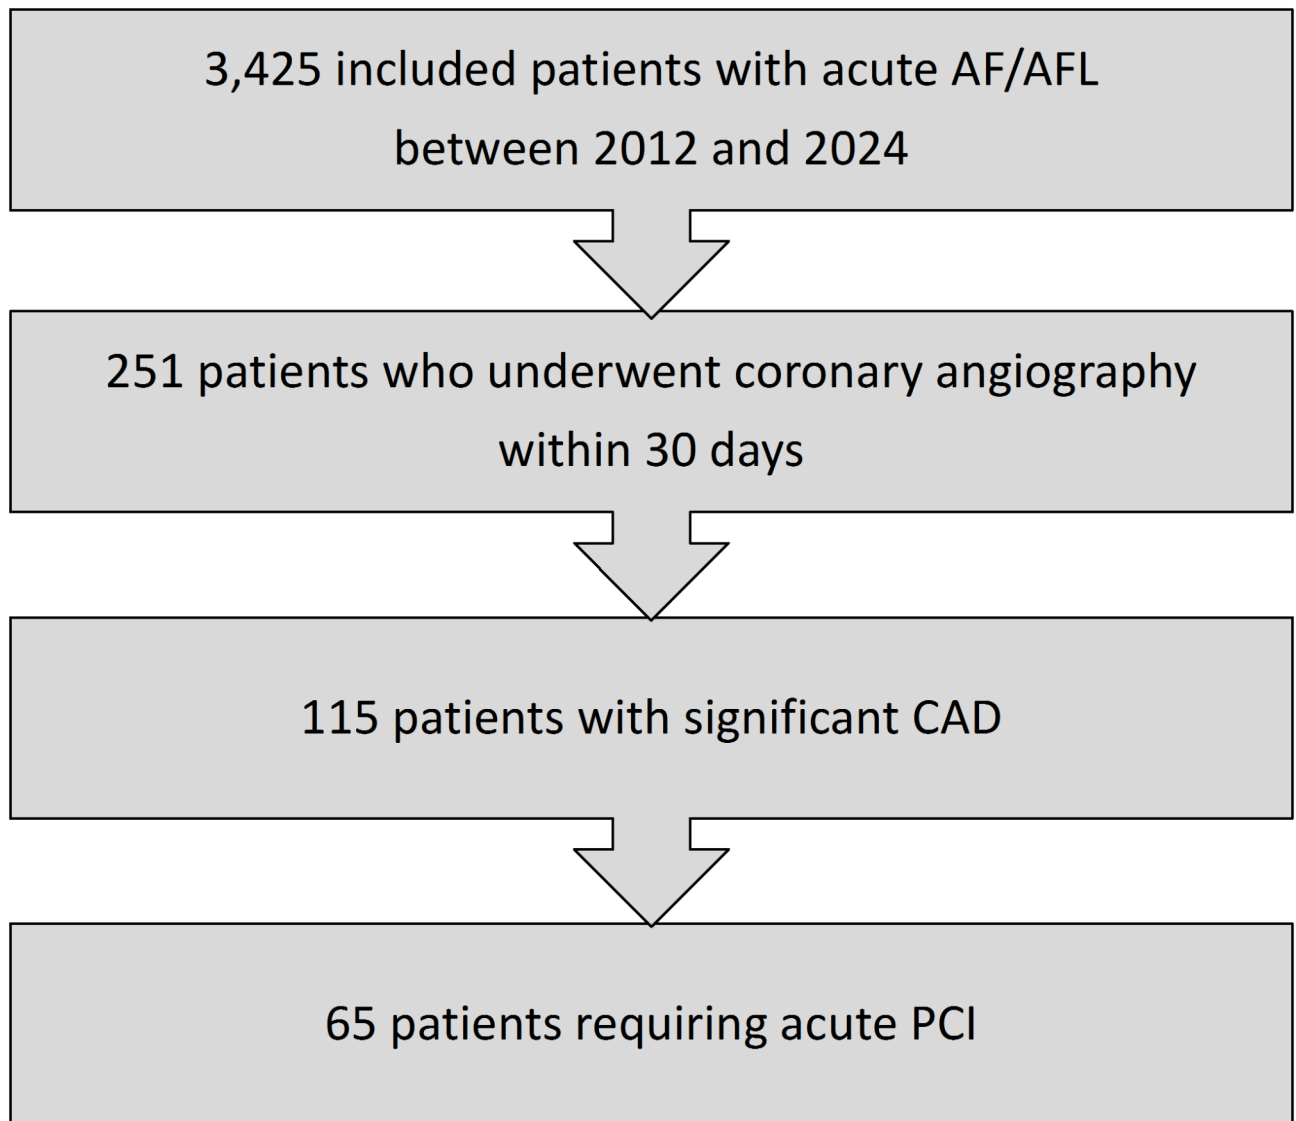 3,425 included patients with acute AF/AFL
between 2012 and 2024
251 patients who underwent coronary angiography
within 30 days
115 patients with significant CAD
65 patients requiring acute PCI